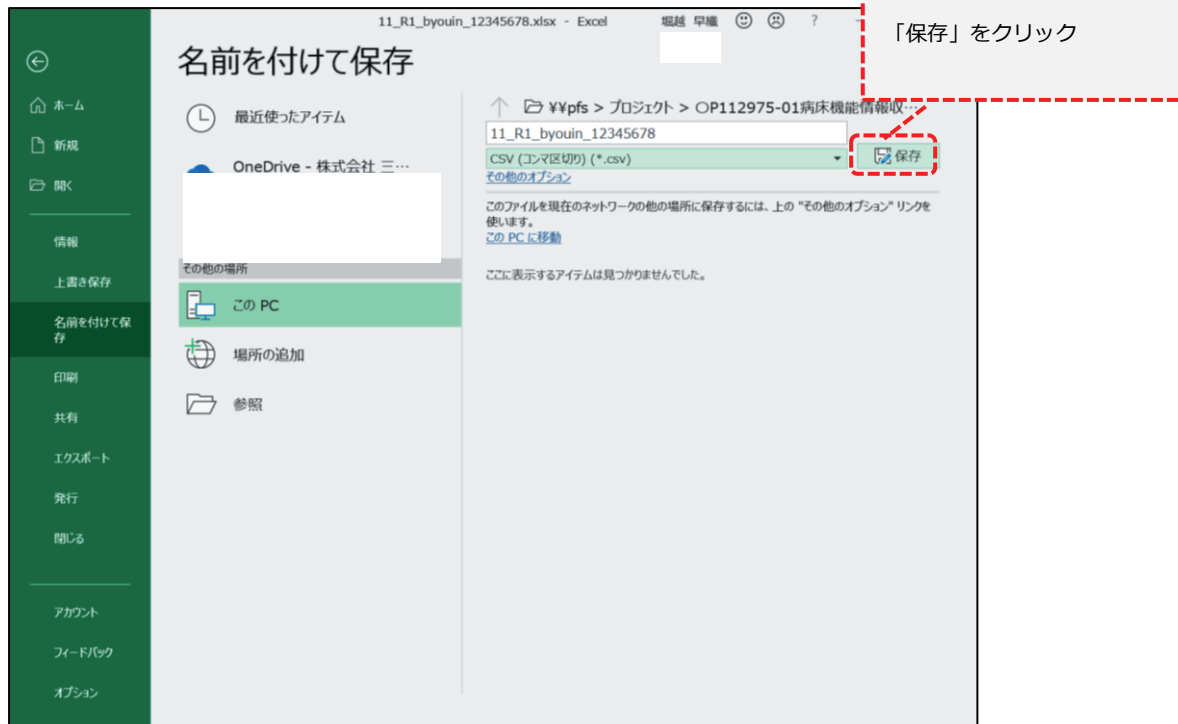 11_R1_byouin_12345678.xlsx - Excel
堀越 早織
?
「保存」をクリック
名前を付けて保存
ホーム
新規
開く
情報
上書き保存
名前を付けて保
存
印刷
共有
エクスポート
発行
閉じる
アカウント
フィードバック
オプション
最近使ったアイテム
OneDrive - 株式会社 三…
その他の場所
この PC
場所の追加
参照
¥¥pfs > プロジェクト > ○P112975-01病床機能情報収…
11_R1_byouin_12345678
CSV (コンマ区切り) (*.csv)
保存
その他のオプション
このファイルを現在のネットワークの他の場所に保存するには、上の "その他のオプション" リンクを
使います。
この PC に移動
ここに表示するアイテムは見つかりませんでした。